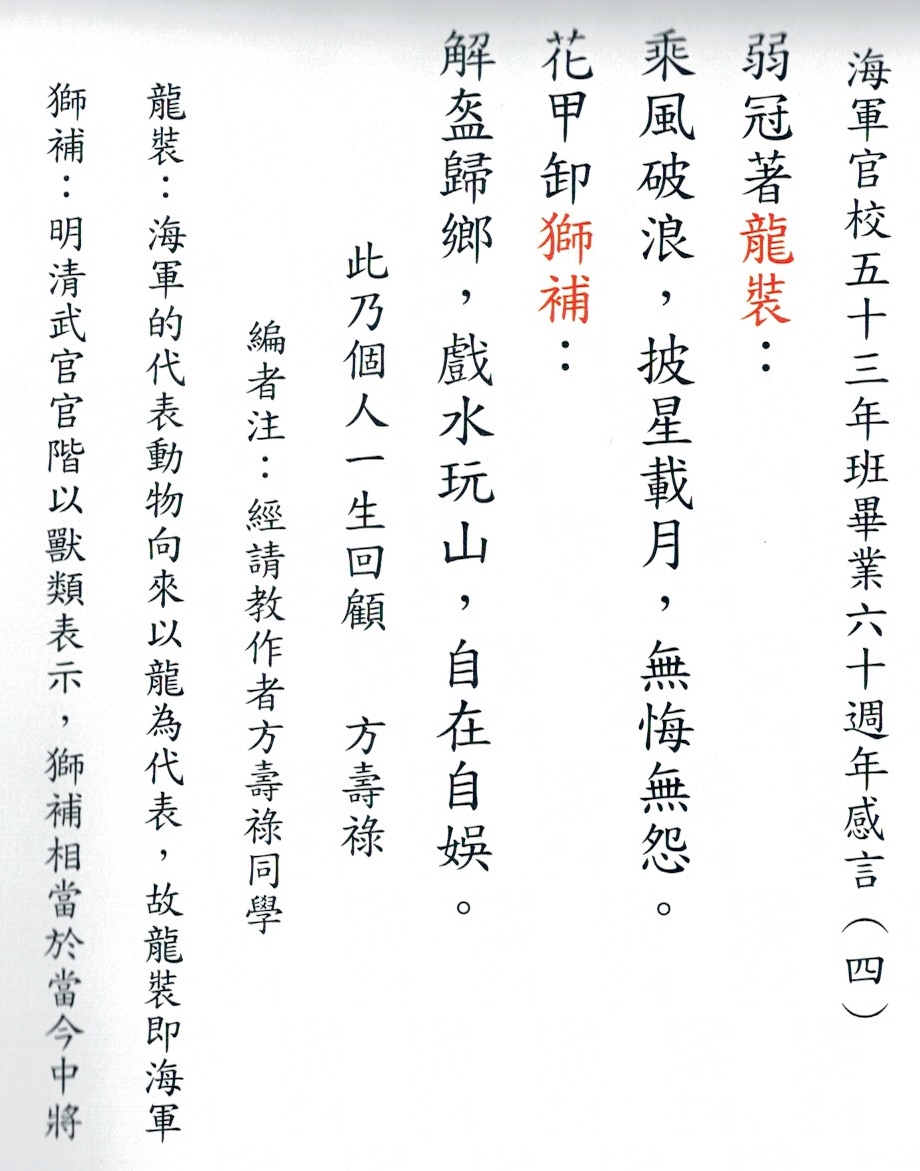 海軍官校五十三年班畢業六十週年感言（四）
弱冠著龍裝：
乘風破浪，披星載月，無悔無怨。
花甲卸獅補：
解盔歸鄉，戲水玩山，自在自娛。
此乃個人一生回顧　方壽祿
編者注：經請教作者方壽祿同學
龍裝：海軍的代表動物向來以龍為代表，故龍裝即海軍
獅補：明清武官官階以獸類表示，獅補相當於當今中將